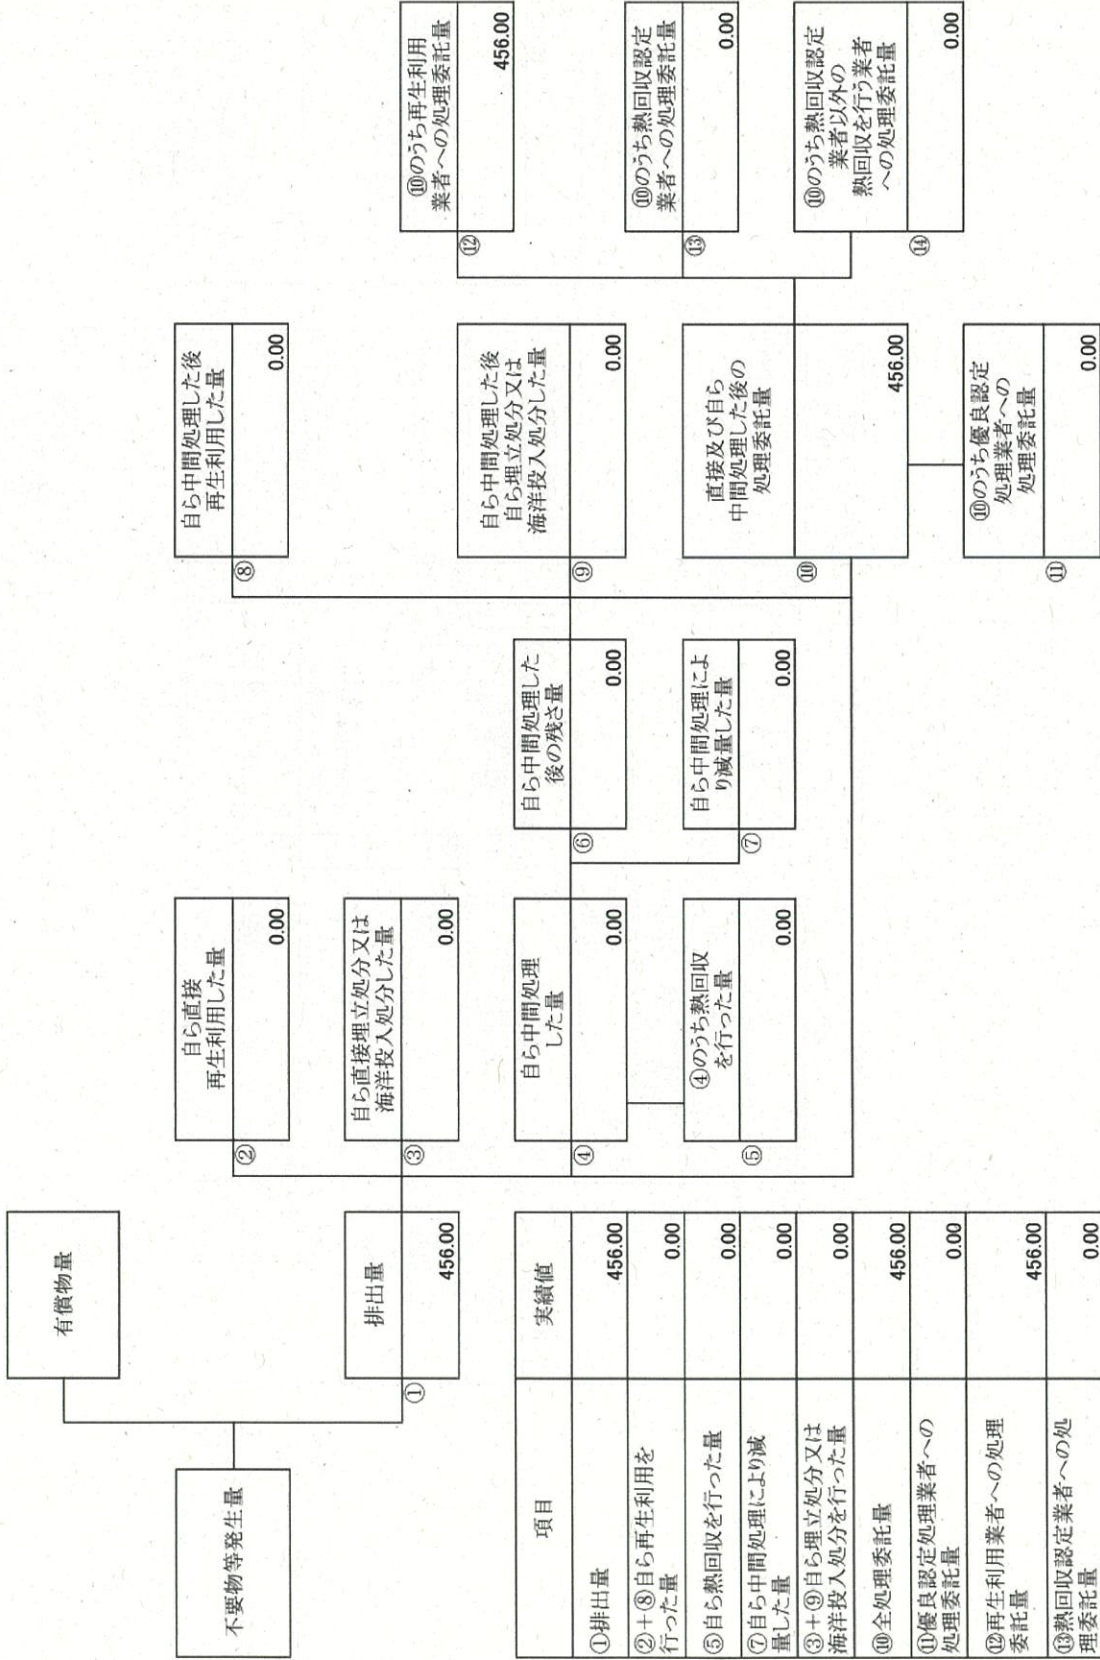 不要物等発生量
有償物量
排出量
①
456.00
自ら直接
再生利用した量
②
0.00
自ら直接埋立処分又は
海洋投入処分した量
③
0.00
自ら中間処理
した量
④
0.00
④のうち熱回収
を行った量
⑤
0.00
自ら中間処理した
後の残さ量
⑥
0.00
自ら中間処理によ
り減量した量
⑦
0.00
自ら中間処理した後
再生利用した量
⑧
0.00
自ら中間処理した後
自ら埋立処分又は
海洋投入処分した量
⑨
0.00
直接及び自ら
中間処理した後の
処理委託量
⑩
456.00
⑩のうち優良認定
処理業者への
処理委託量
⑪
0.00
⑩のうち再生利用
業者への処理委託量
⑫
456.00
⑩のうち熱回収認定
業者への処理委託量
⑬
0.00
⑩のうち熱回収認定
業者以外の
熱回収を行う業者
への処理委託量
⑭
0.00
項目 実績値
①排出量 456.00
②+⑧自ら再生利用を
行った量 0.00
⑤自ら熱回収を行った量 0.00
⑦自ら中間処理により減
量した量 0.00
③+⑨自ら埋立処分又は
海洋投入処分を行った量 0.00
⑩全処理委託量 456.00
⑪優良認定処理業者への
処理委託量 0.00
⑫再生利用業者への処理
委託量 456.00
⑬熱回収認定業者への処
理委託量 0.00